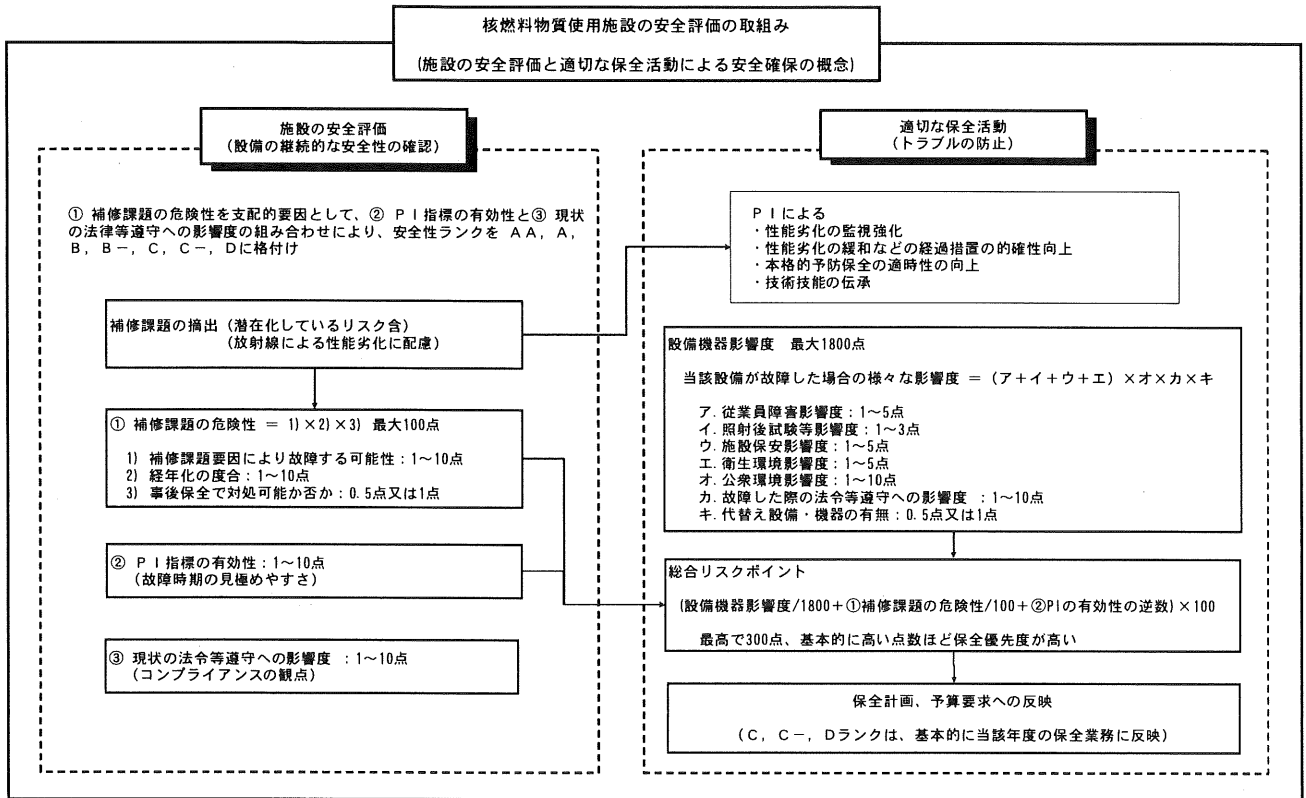 核燃料物質使用施設の安全評価の取組み
(施設の安全評価と適切な保全活動による安全確保の概念)
施設の安全評価
(設備の継続的な安全性の確認)
① 補修課題の危険性を支配的要因として、② PI指標の有効性と③ 現状
の法律等遵守への影響度の組み合わせにより、安全性ランクを AA, A,
B, B-, C, C-, Dに格付け
補修課題の摘出(潜在化しているリスク含)
(放射線による性能劣化に配慮)
① 補修課題の危険性 = 1)×2)×3) 最大100点
1) 補修課題要因により故障する可能性:1~10点
2) 経年化の度合:1~10点
3) 事後保全で対処可能か否か:0.5点又は1点
② PI指標の有効性:1~10点
(故障時期の見極めやすさ)
③ 現状の法令等遵守への影響度 :1~10点
(コンプライアンスの観点)
適切な保全活動
(トラブルの防止)
PIによる
・性能劣化の監視強化
・性能劣化の緩和などの経過措置の的確性向上
・本格的予防保全の適時性の向上
・技術技能の伝承
設備機器影響度 最大1800点
当該設備が故障した場合の様々な影響度 = (ア+イ+ウ+エ)×オ×カ×キ
ア. 従業員障害影響度:1~5点
イ. 照射後試験等影響度:1~3点
ウ. 施設保安影響度:1~5点
エ. 衛生環境影響度:1~5点
オ. 公衆環境影響度:1~10点
カ. 故障した際の法令等遵守への影響度 :1~10点
キ. 代替え設備・機器の有無:0.5点又は1点
総合リスクポイント
(設備機器影響度/1800+①補修課題の危険性/100+②PIの有効性の逆数)×100
最高で300点、基本的に高い点数ほど保全優先度が高い
保全計画、予算要求への反映
(C, C-, Dランクは、基本的に当該年度の保全業務に反映)